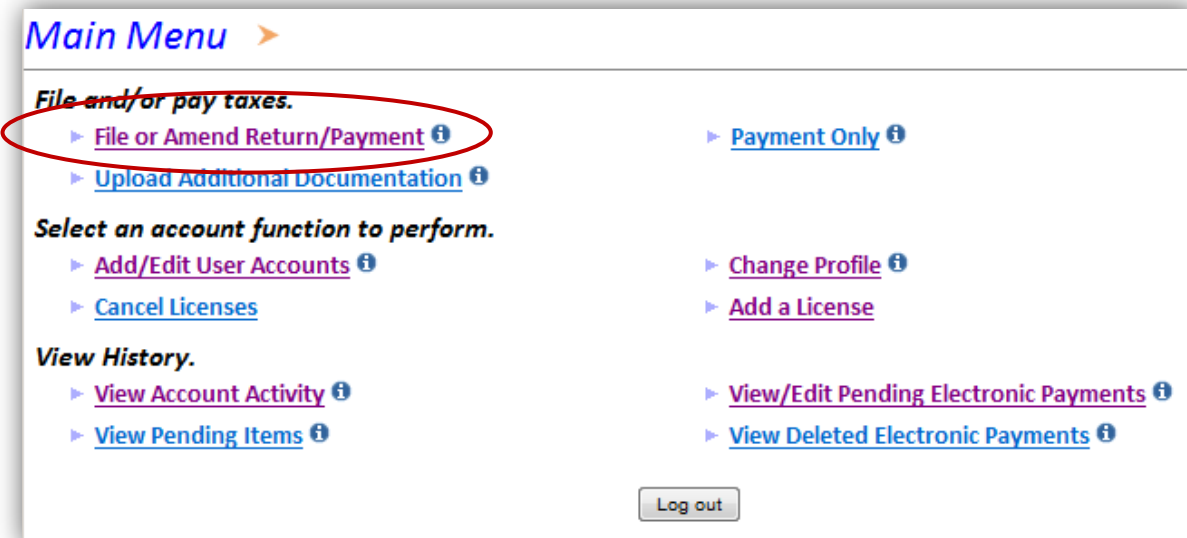 Main Menu
File and/or pay taxes.
File or Amend Return/Payment
Payment Only
Upload Additional Documentation
Select an account function to perform.
Add/Edit User Accounts
Change Profile
Cancel Licenses
Add a License
View History.
View Account Activity
View/Edit Pending Electronic Payments
View Pending Items
View Deleted Electronic Payments
Log out